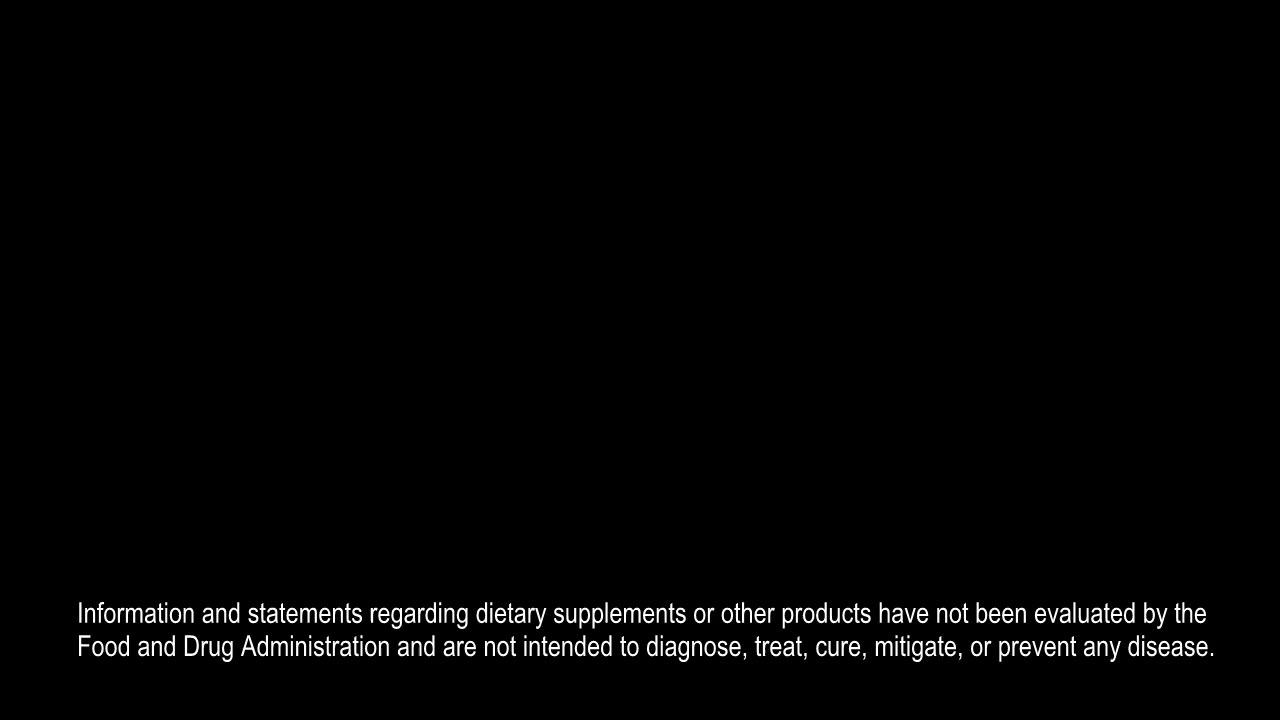 Information and statements regarding dietary supplements or other products have not been evaluated by the
Food and Drug Administration and are not intended to diagnose, treat, cure, mitigate, or prevent any disease.